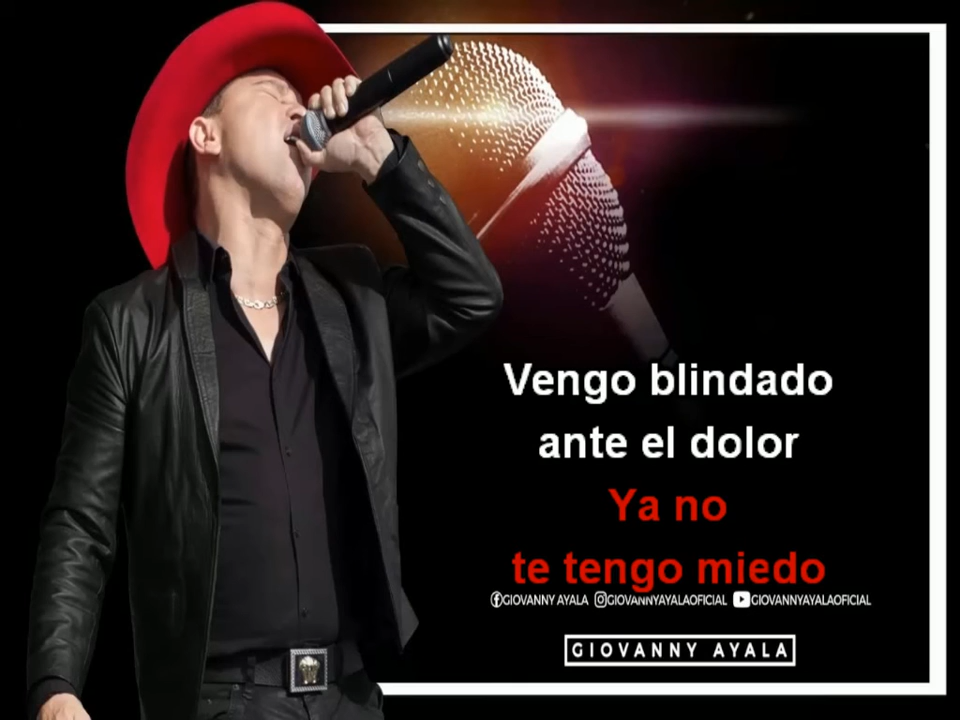 Vengo blindado
ante el dolor
Ya no
te tengo miedo
GIOVANNY AYALA GIOVANNYAYALAOFICIAL GIOVANNYAYALAOFICIAL
GIOVANNY AYALA